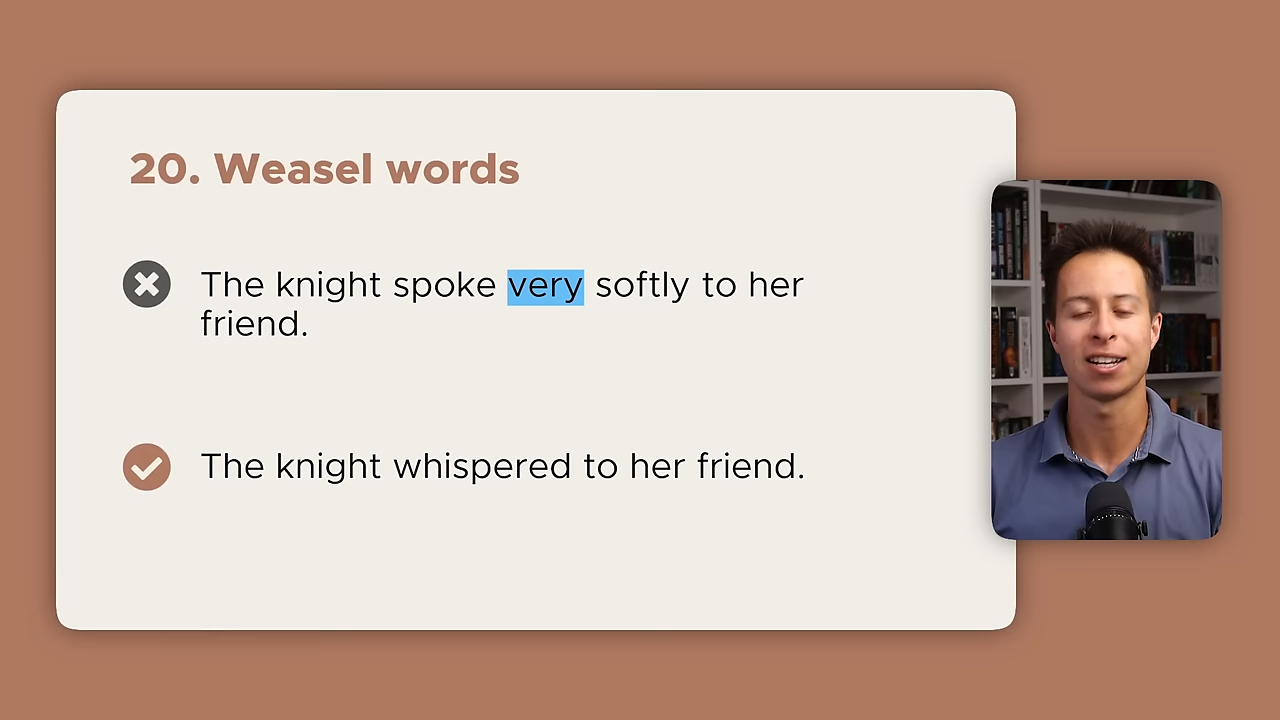 20. Weasel words
The knight spoke very softly to her
friend.
The knight whispered to her friend.